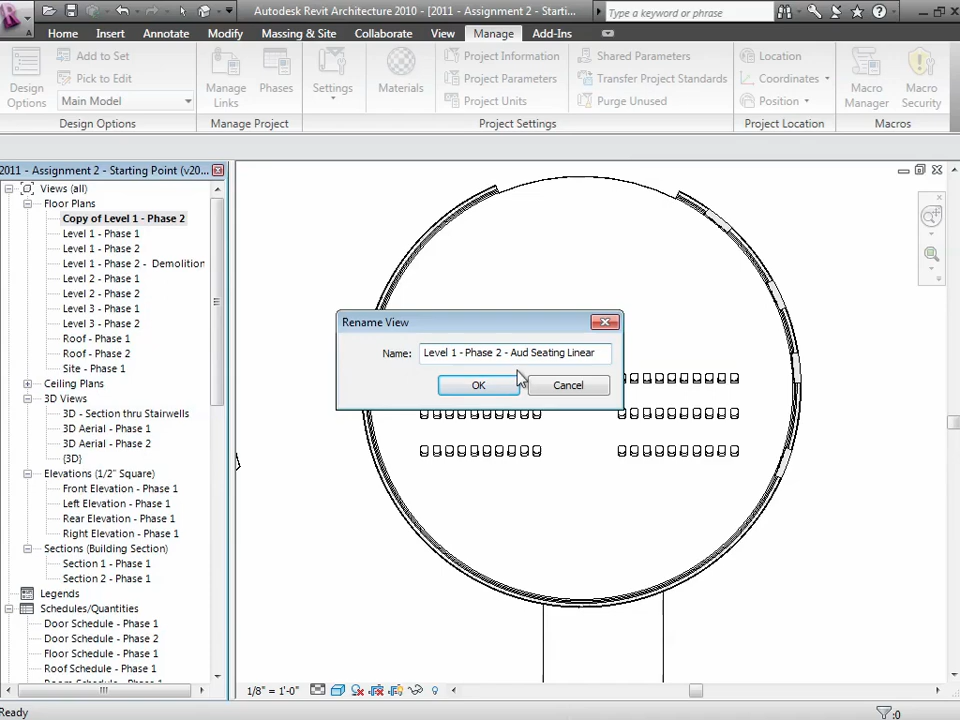 Autodesk Revit Architecture 2010 - [2011 - Assignment 2 - Starti...
Type a keyword or phrase
Home Insert Annotate Modify Massing & Site Collaborate View Manage Add-Ins
Design Options
Add to Set
Pick to Edit
Main Model
Manage Links
Phases
Settings
Materials
Project Information
Project Parameters
Project Units
Shared Parameters
Transfer Project Standards
Purge Unused
Location
Coordinates
Position
Macro Manager
Macro Security
Design Options Manage Project Project Settings Project Location Macros
2011 - Assignment 2 - Starting Point (v20...
Views (all)
Floor Plans
Copy of Level 1 - Phase 2
Level 1 - Phase 1
Level 1 - Phase 2
Level 1 - Phase 2 - Demolition
Level 2 - Phase 1
Level 2 - Phase 2
Level 3 - Phase 1
Level 3 - Phase 2
Roof - Phase 1
Roof - Phase 2
Site - Phase 1
Ceiling Plans
3D Views
3D - Section thru Stairwells
3D Aerial - Phase 1
3D Aerial - Phase 2
{3D}
Elevations (1/2" Square)
Front Elevation - Phase 1
Left Elevation - Phase 1
Rear Elevation - Phase 1
Right Elevation - Phase 1
Sections (Building Section)
Section 1 - Phase 1
Section 2 - Phase 1
Legends
Schedules/Quantities
Door Schedule - Phase 1
Door Schedule - Phase 2
Floor Schedule - Phase 1
Roof Schedule - Phase 1
Rename View
Name: Level 1 - Phase 2 - Aud Seating Linear
OK Cancel
1/8" = 1'-0"
Ready
:0